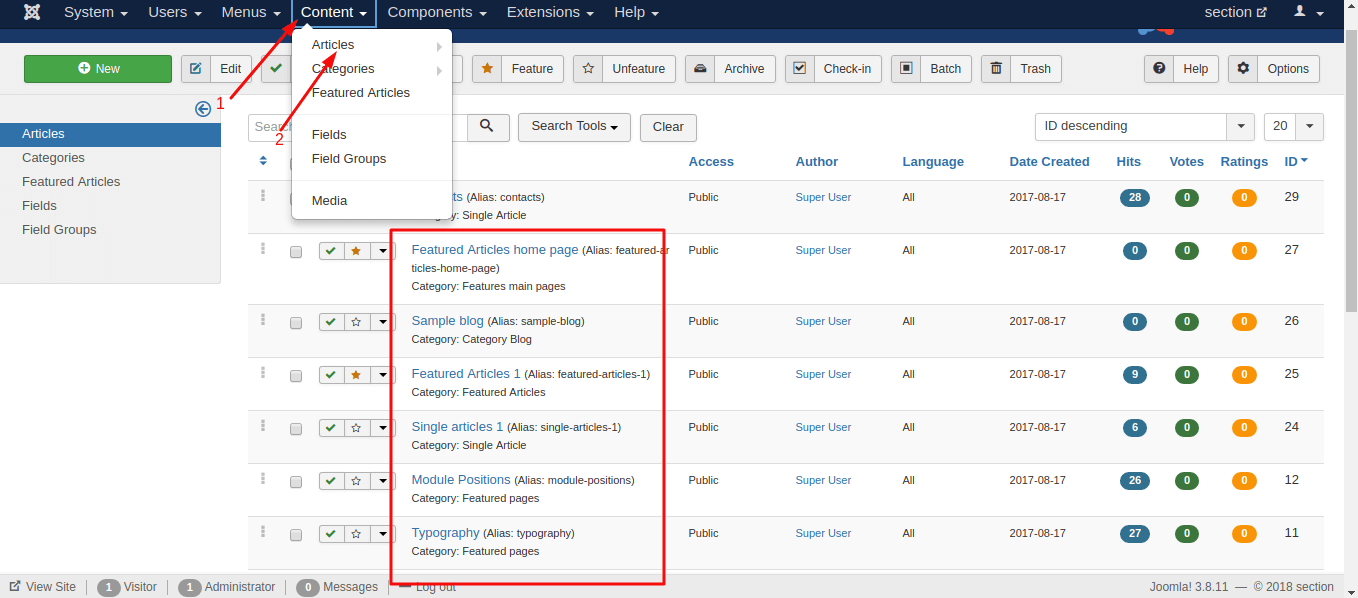 System Users Menus Content Components Extensions Help section
New Edit Feature Unfeature Archive Check-in Batch Trash Help Options
Articles
Categories
Featured Articles
Fields
Field Groups
Media
1
2
Articles
Categories
Featured Articles
Fields
Field Groups
Search Tools Clear ID descending 20
Access Author Language Date Created Hits Votes Ratings ID
(Alias: contacts) Public Super User All 2017-08-17 28 0 0 29
Single Article
Featured Articles home page (Alias: featured-ar Public Super User All 2017-08-17 0 0 0 27
ticles-home-page)
Category: Features main pages
Sample blog (Alias: sample-blog) Public Super User All 2017-08-17 0 0 0 26
Category: Category Blog
Featured Articles 1 (Alias: featured-articles-1) Public Super User All 2017-08-17 9 0 0 25
Category: Featured Articles
Single articles 1 (Alias: single-articles-1) Public Super User All 2017-08-17 6 0 0 24
Category: Single Article
Module Positions (Alias: module-positions) Public Super User All 2017-08-17 26 0 0 12
Category: Featured pages
Typography (Alias: typography) Public Super User All 2017-08-17 27 0 0 11
Category: Featured pages
View Site 1 Visitor 1 Administrator 0 Messages Log out Joomla! 3.8.11 — © 2018 section